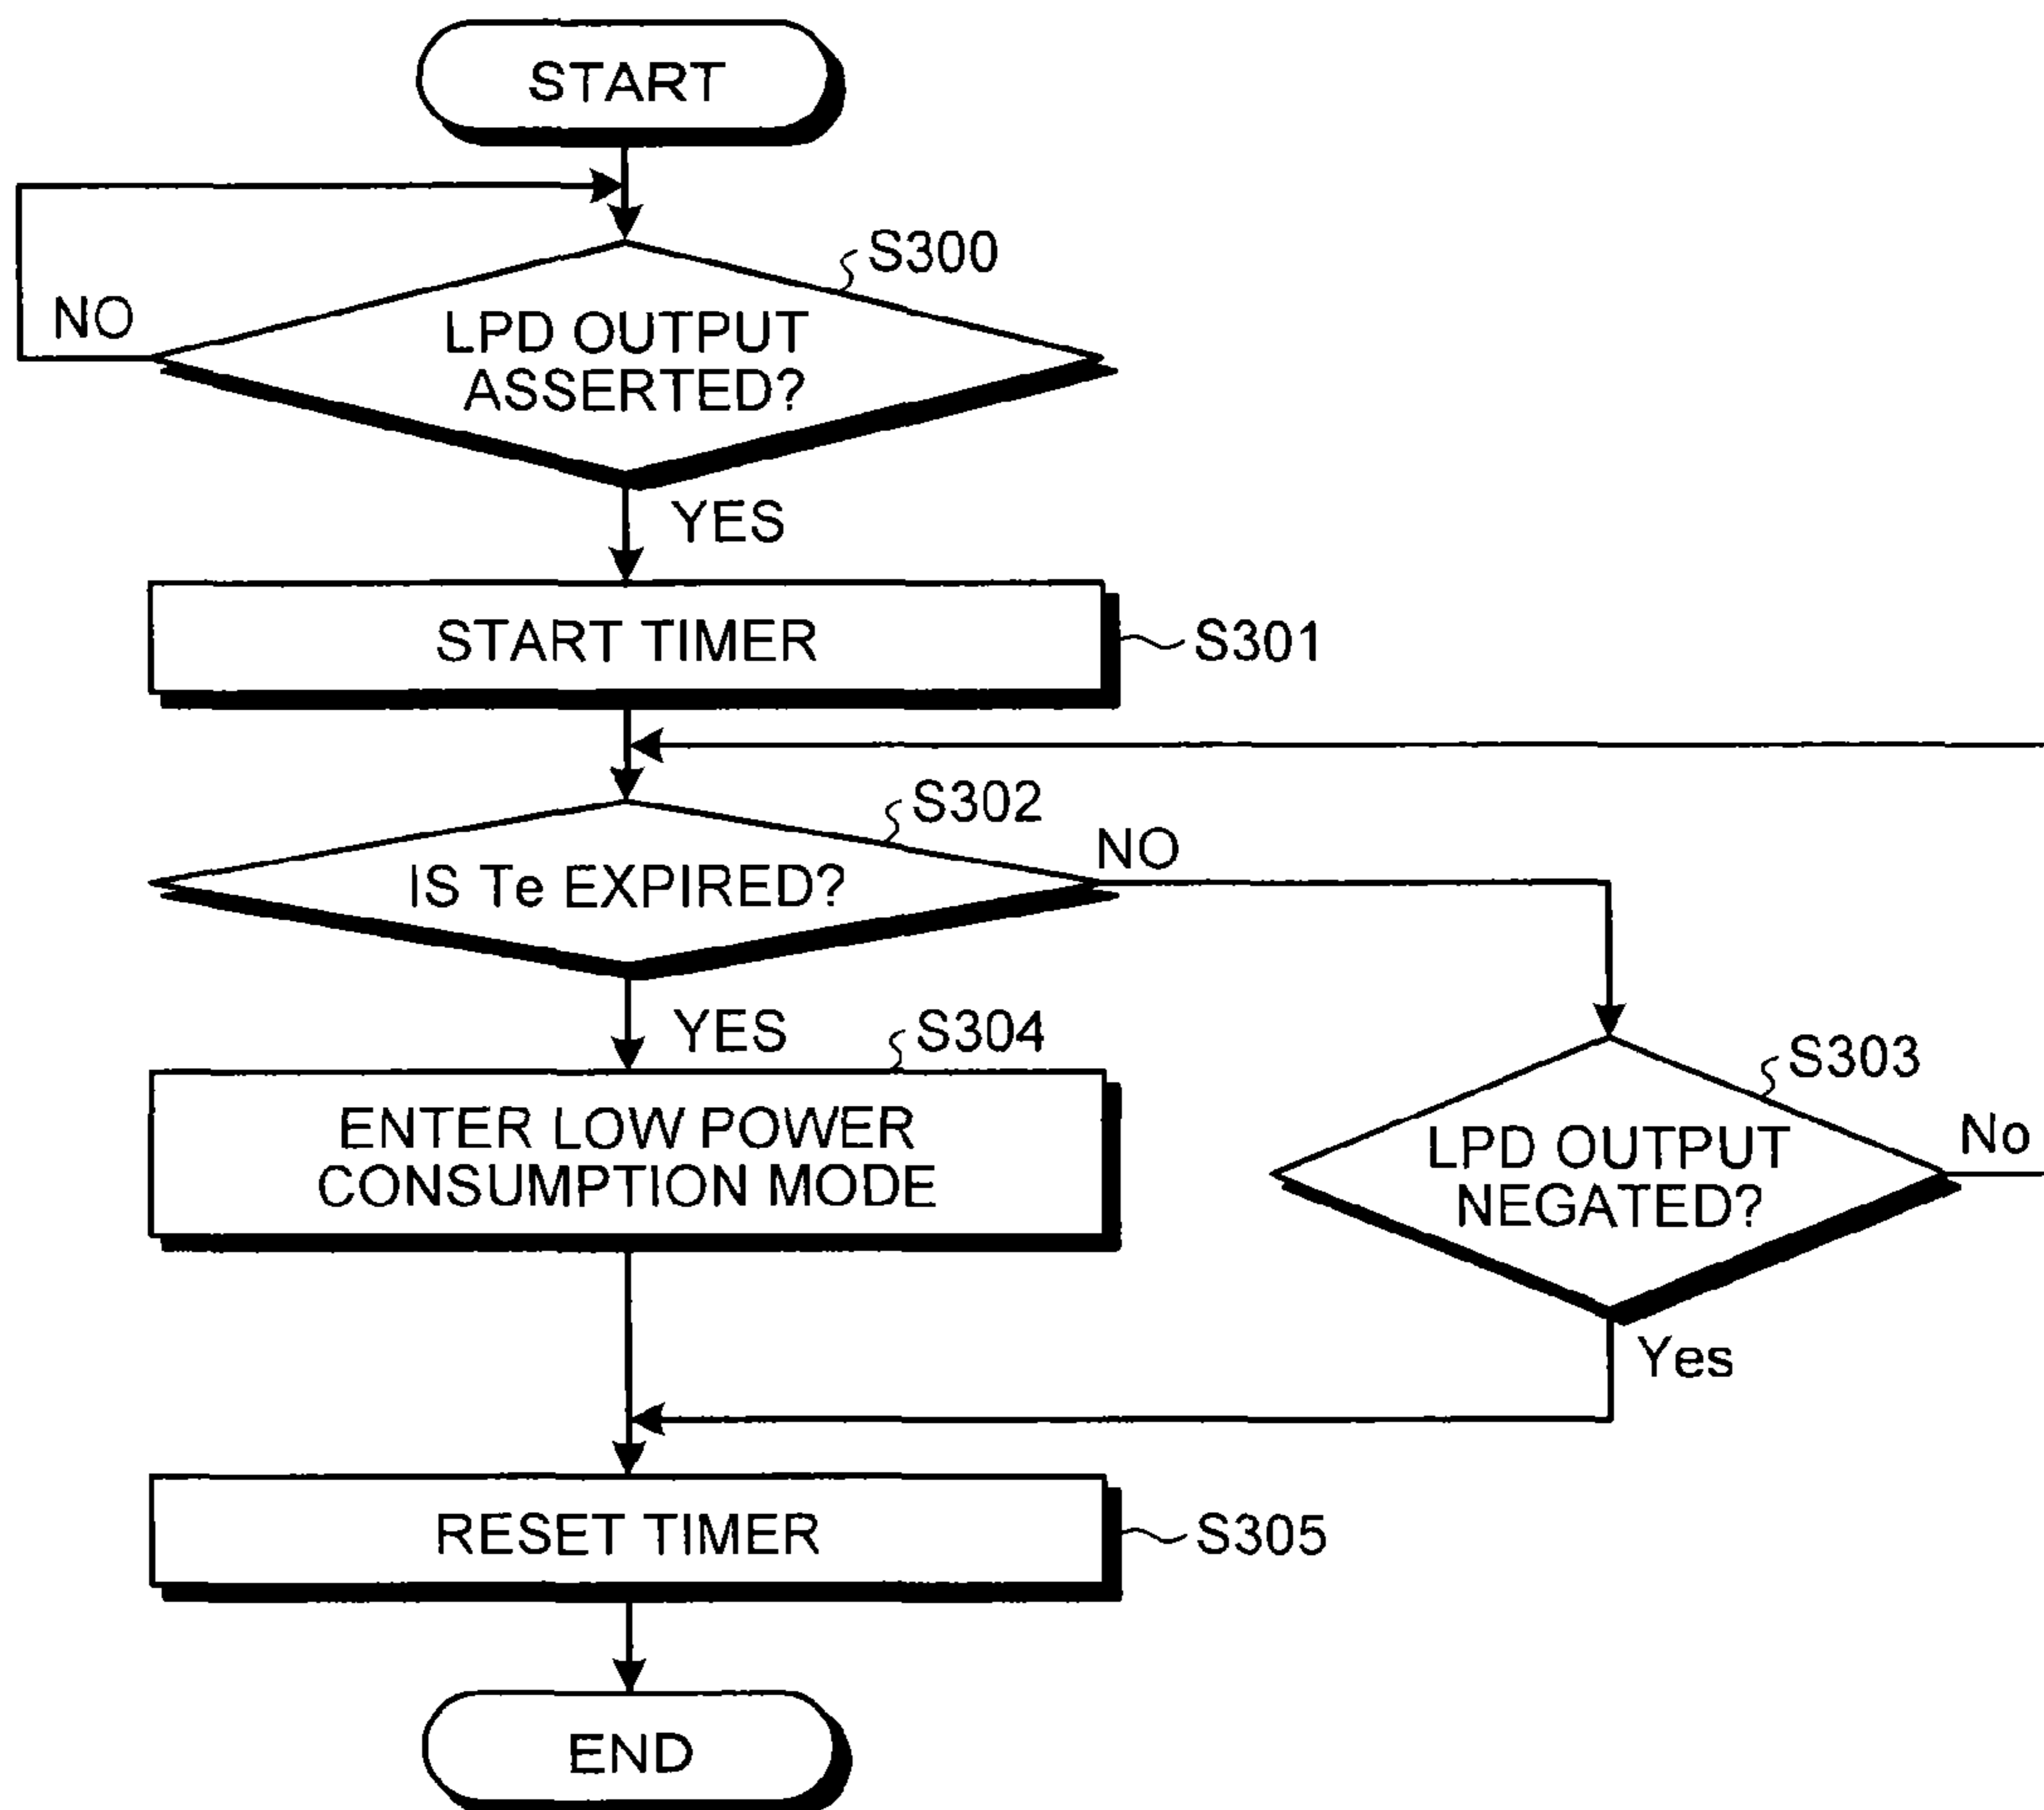 START
S300
NO
LPD OUTPUT
ASSERTED?
YES
START TIMER
S301
S302
IS Te EXPIRED?
NO
YES
S304
ENTER LOW POWER
CONSUMPTION MODE
S303
LPD OUTPUT
NEGATED?
No
Yes
RESET TIMER
S305
END